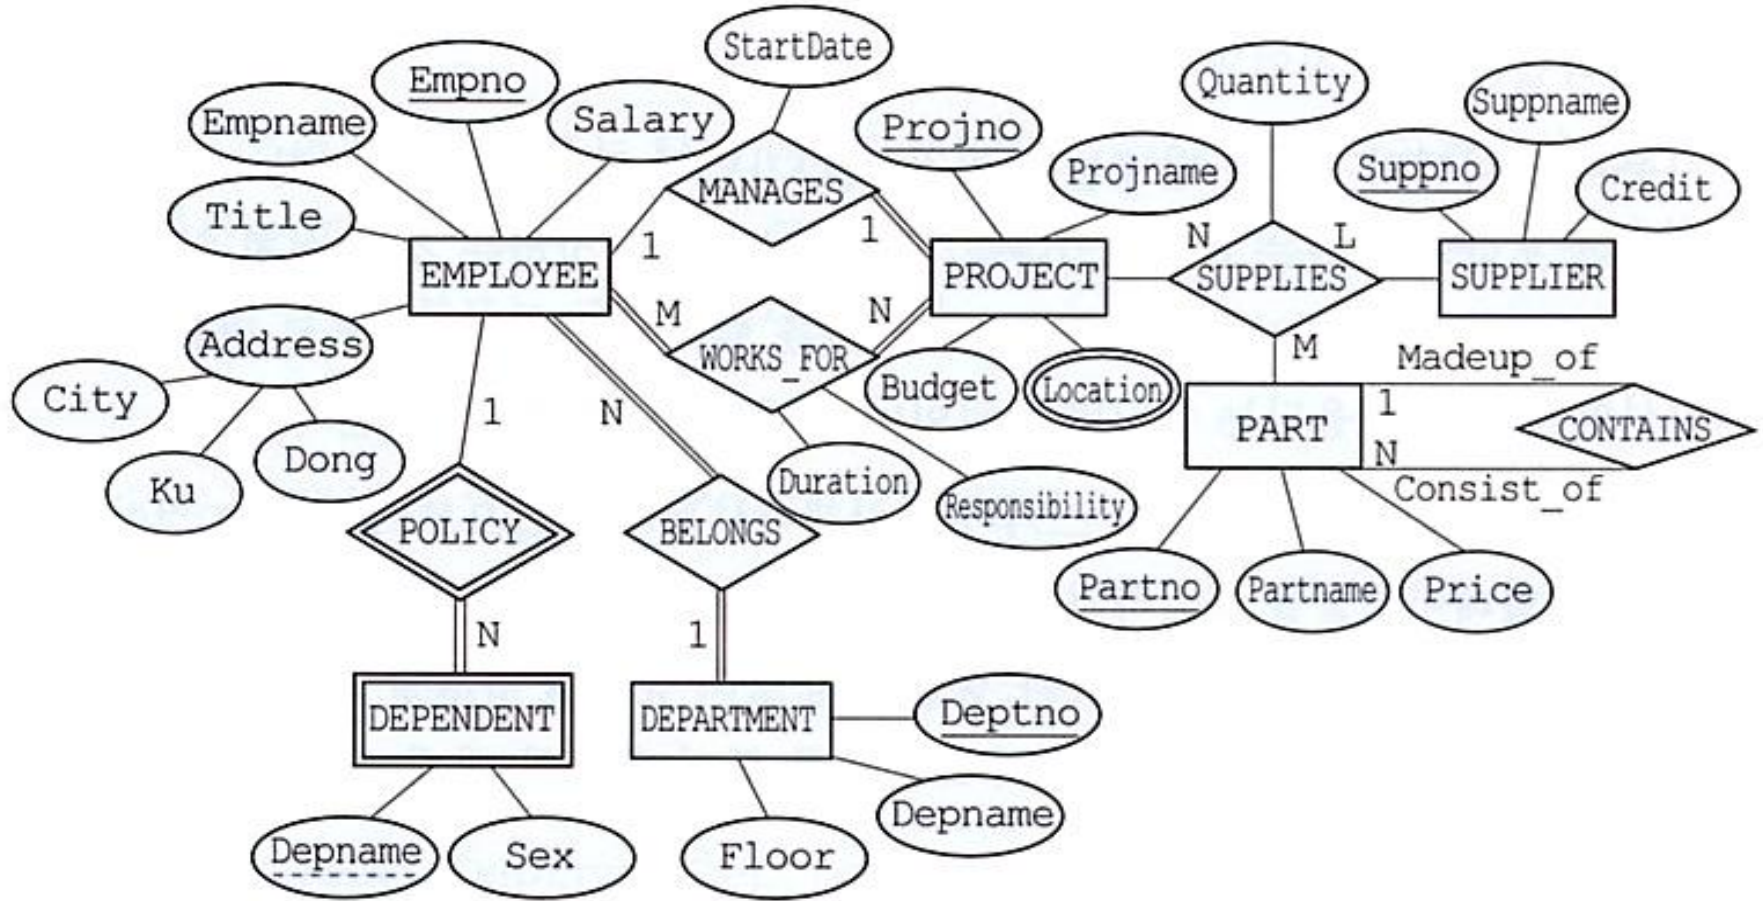 StartDate
Empno
Quantity
Suppname
Empname
Salary
Projno
Projname
Suppno
Credit
Title
MANAGES
1
1
N
L
EMPLOYEE
PROJECT
SUPPLIES
SUPPLIER
M
N
Address
WORKS_FOR
M
Madeup_of
City
Budget
Location
1
1
N
PART
CONTAINS
Ku
Dong
N
Duration
Consist_of
Responsibility
POLICY
BELONGS
Partno
Partname
Price
N
1
DEPENDENT
DEPARTMENT
Deptno
Depname
Depname
Sex
Floor